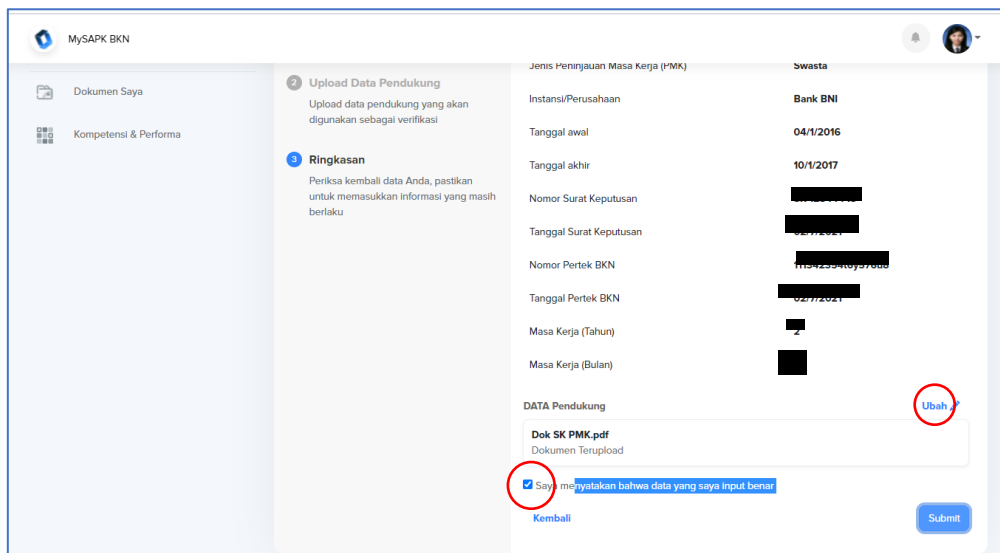 MySAPK BKN
Dokumen Saya
Kompetensi & Performa
2 Upload Data Pendukung
Upload data pendukung yang akan
digunakan sebagai verifikasi
3 Ringkasan
Periksa kembali data Anda, pastikan
untuk memasukkan informasi yang masih
berlaku
Jenis Peninjauan Masa Kerja (PMK) Swasta
Instansi/Perusahaan Bank BNI
Tanggal awal 04/1/2016
Tanggal akhir 10/1/2017
Nomor Surat Keputusan
Tanggal Surat Keputusan
Nomor Pertek BKN
Tanggal Pertek BKN
Masa Kerja (Tahun)
Masa Kerja (Bulan)
DATA Pendukung Ubah
Dok SK PMK.pdf
Dokumen Terupload
Saya menyatakan bahwa data yang saya input benar
Kembali Submit